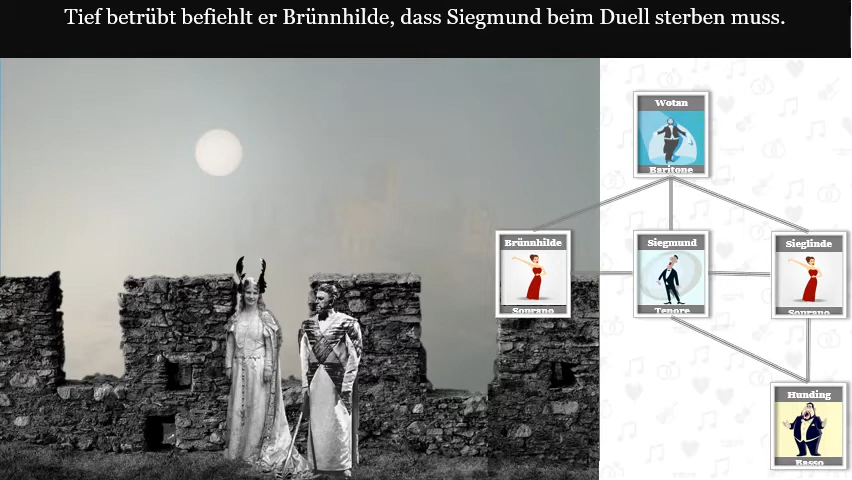 Tief betrübt befiehlt er Brünnhilde, dass Siegmund beim Duell sterben muss.
Wotan
Baritone
Brünnhilde
Soprano
Siegmund
Tenore
Sieglinde
Soprano
Hunding
Basso